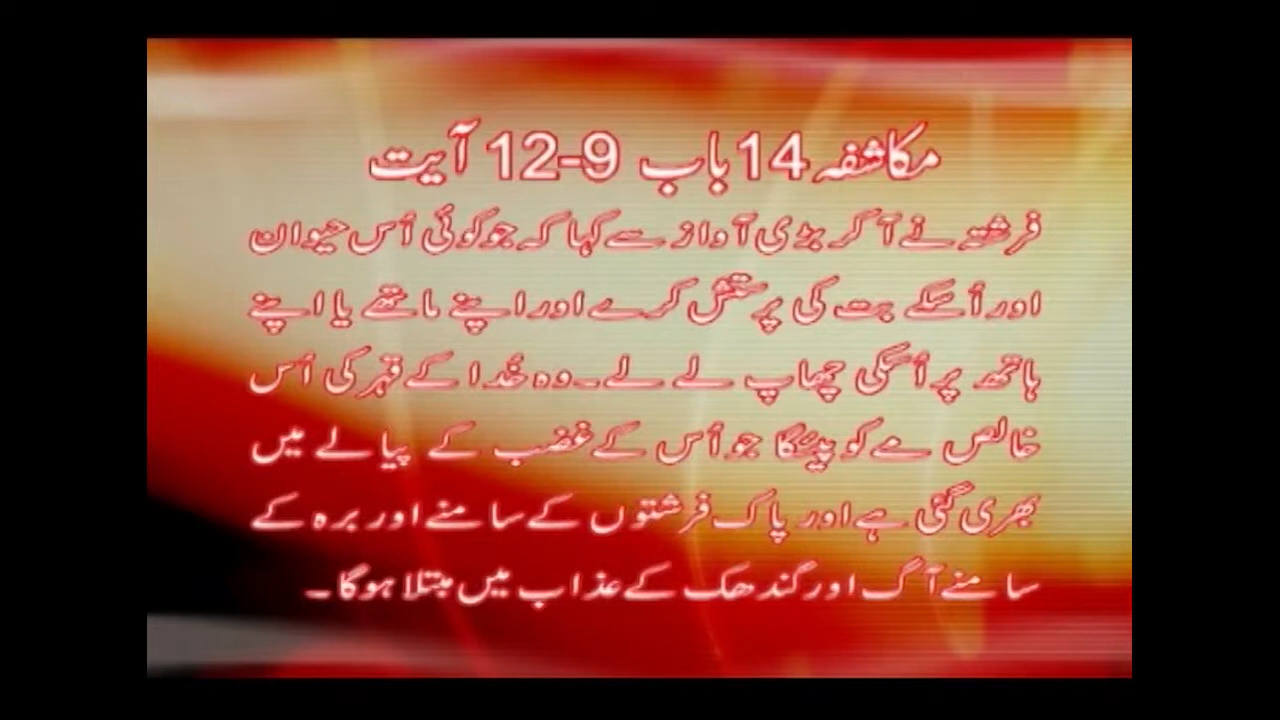 مکاشفہ 14 باب 9-12 آیت
فرشتہ نے آ کر بڑی آواز سے کہا کہ جو کوئی اُس حیوان
اور اُسکے بت کی پرستش کرے اور اپنے ماتھے یا اپنے
ہاتھ پر اُسکی چھاپ لے لے۔ وہ خُدا کے قہر کی اُس
خالص مے کو پیئگا جو اُس کے غضب کے پیالے میں
بھری گئی ہے اور پاک فرشتوں کے سامنے اور برہ کے
سامنے آگ اور گندھک کے عذاب میں مبتلا ہوگا۔